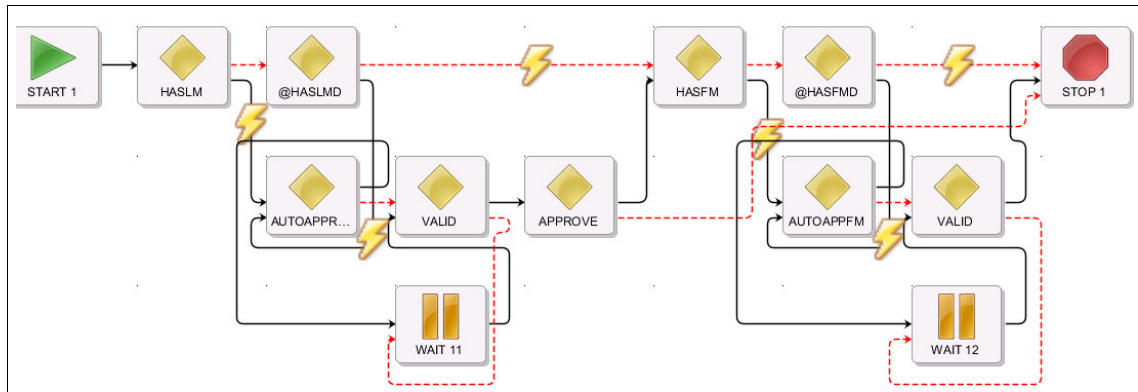 START 1
HASLM
@HASLMD
HASFM
@HASFMD
STOP 1
AUTOAPPR...
VALID
APPROVE
AUTOAPPFM
VALID
WAIT 11
WAIT 12